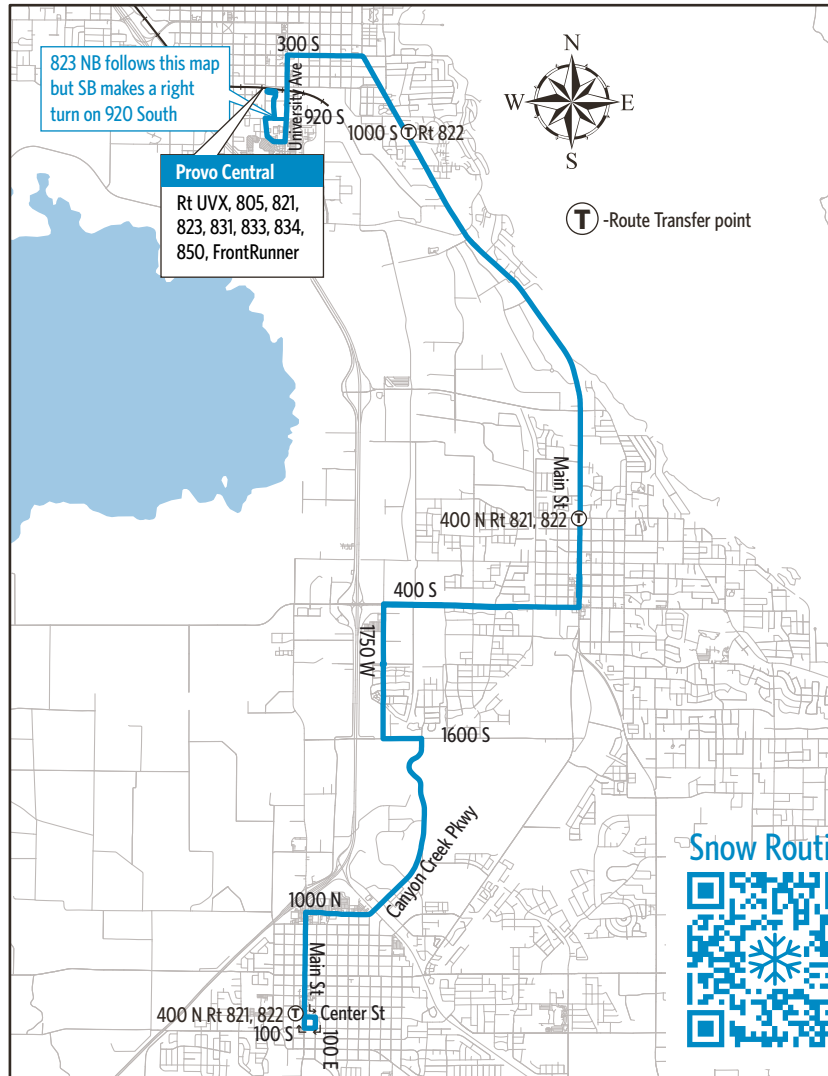 823 NB follows this map
but SB makes a right
turn on 920 South
300 S
University Ave
920 S
1000 S T Rt 822
N
W E
S
Provo Central
Rt UVX, 805, 821,
823, 831, 833, 834,
850, FrontRunner
T -Route Transfer point
Main St
400 N Rt 821, 822 T
400 S
1750 W
1600 S
Canyon Creek Pkwy
Snow Routi
1000 N
Main St
400 N Rt 821, 822 T
Center St
100 S
100 E